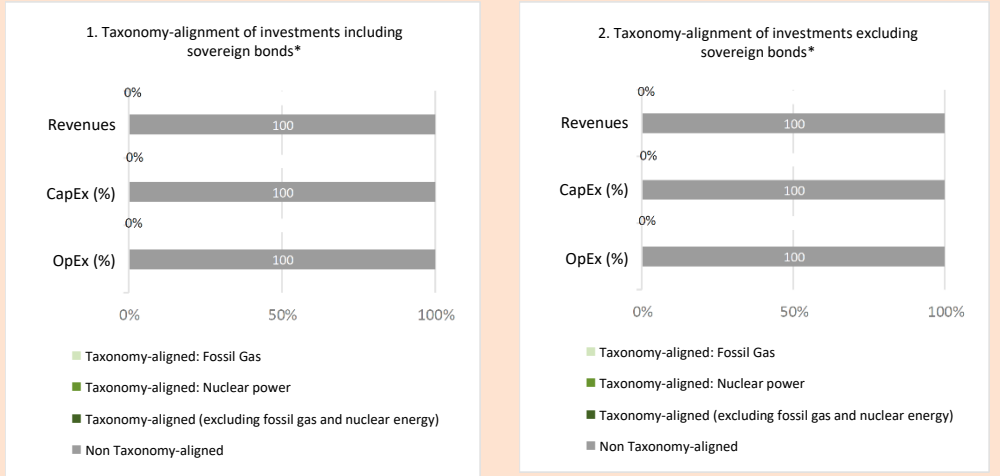 1. Taxonomy-alignment of investments including
sovereign bonds*
0%
Revenues
100
0%
CapEx (%)
100
0%
OpEx (%)
100
0%
50%
100%
Taxonomy-aligned: Fossil Gas
Taxonomy-aligned: Nuclear power
Taxonomy-aligned (excluding fossil gas and nuclear energy)
Non Taxonomy-aligned
2. Taxonomy-alignment of investments excluding
sovereign bonds*
0%
Revenues
100
0%
CapEx (%)
100
0%
OpEx (%)
100
0%
50%
100%
Taxonomy-aligned: Fossil Gas
Taxonomy-aligned: Nuclear power
Taxonomy-aligned (excluding fossil gas and nuclear energy)
Non Taxonomy-aligned